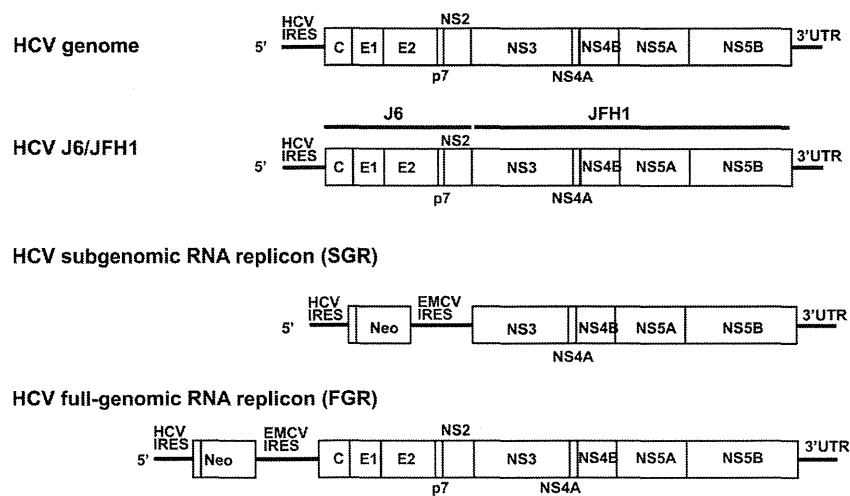 HCV genome
5' HCV IRES C E1 E2 p7 NS2 NS3 NS4A NS4B NS5A NS5B 3'UTR
J6 JFH1
HCV J6/JFH1
5' HCV IRES C E1 E2 p7 NS2 NS3 NS4A NS4B NS5A NS5B 3'UTR
HCV subgenomic RNA replicon (SGR)
5' HCV IRES Neo EMCV IRES NS3 NS4A NS4B NS5A NS5B 3'UTR
HCV full-genomic RNA replicon (FGR)
5' HCV IRES Neo EMCV IRES C E1 E2 p7 NS2 NS3 NS4A NS4B NS5A NS5B 3'UTR